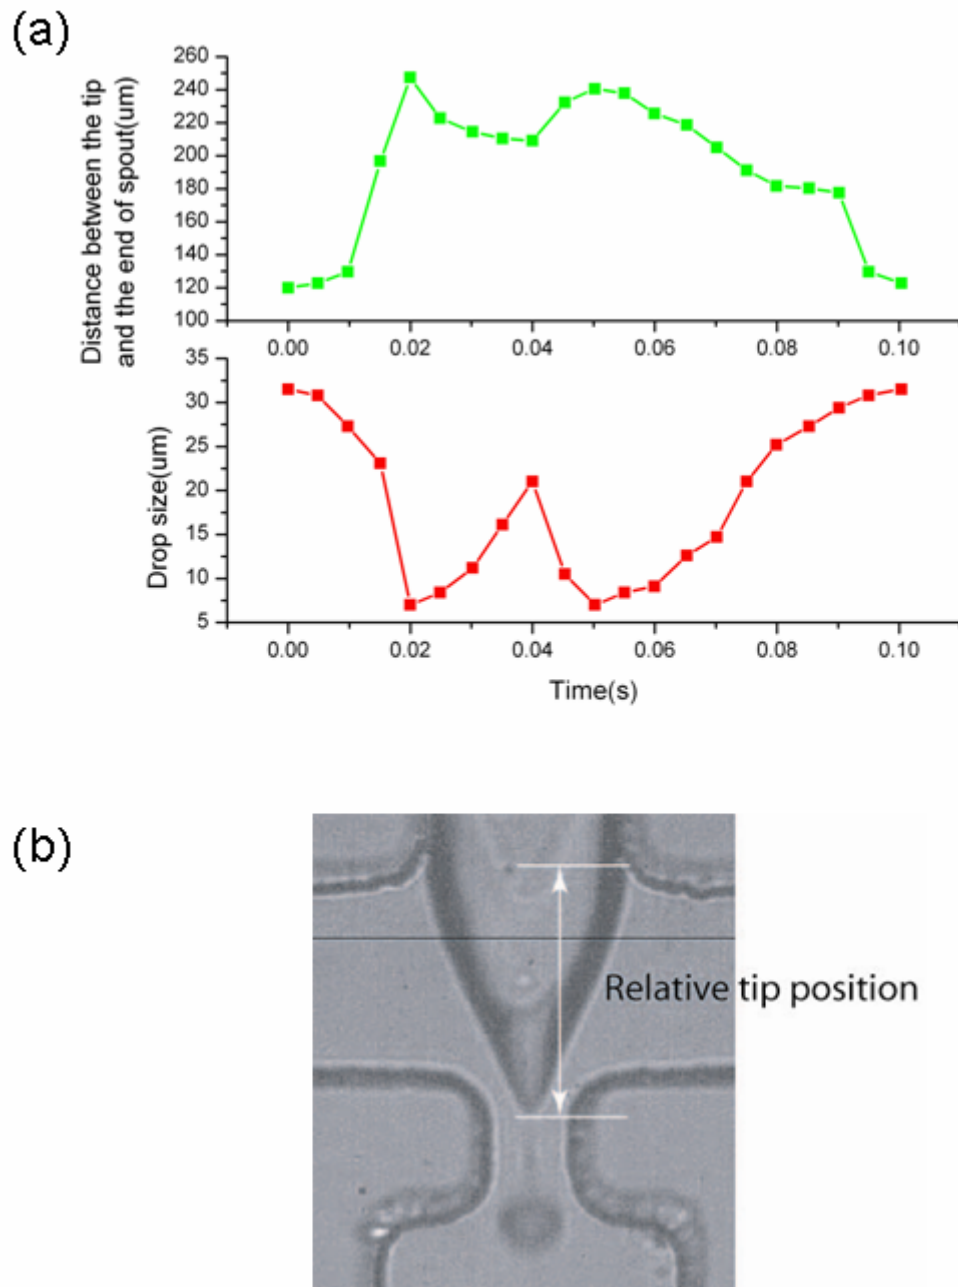 (a)
Distance between the tip
and the end of spout(um)
260
240
220
200
180
160
140
120
100
0.00 0.02 0.04 0.06 0.08 0.10
Drop size(um)
35
30
25
20
15
10
5
0.00 0.02 0.04 0.06 0.08 0.10
Time(s)
(b)
Relative tip position